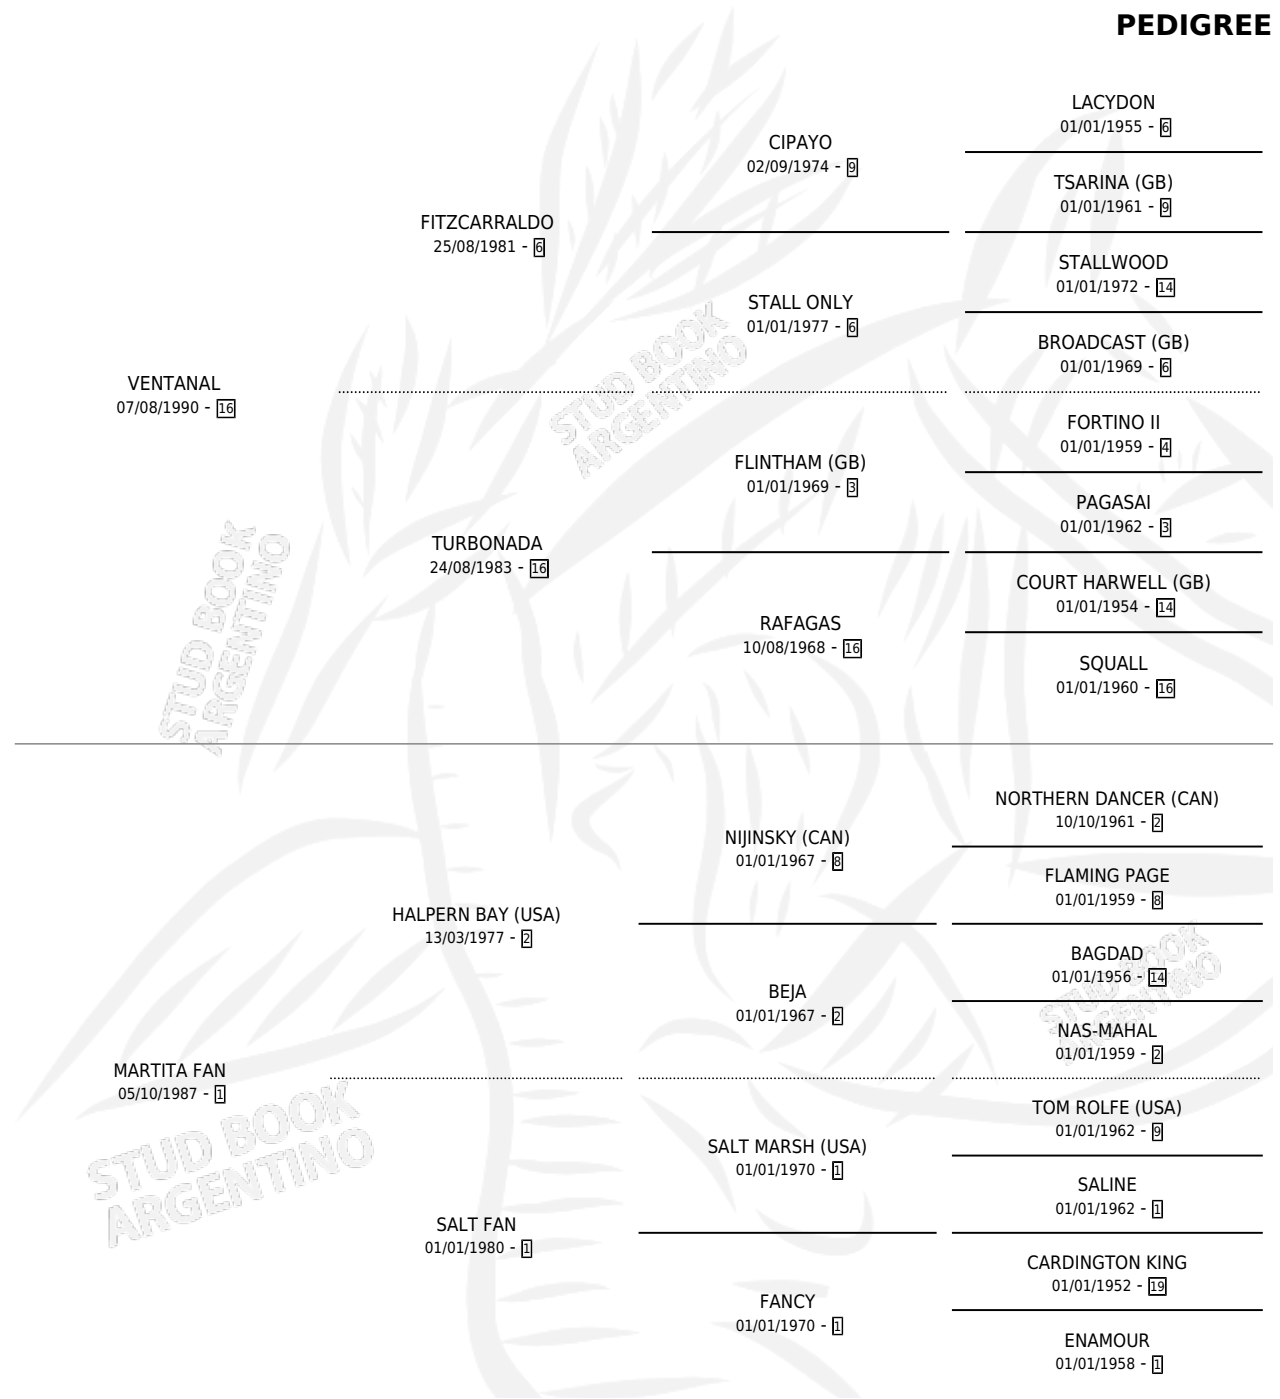 PEDIGREE
LACYDON
01/01/1955 - 6
CIPAYO
02/09/1974 - 9
TSARINA (GB)
01/01/1961 - 9
FITZCARRALDO
25/08/1981 - 6
STALLWOOD
01/01/1972 - 14
STALL ONLY
01/01/1977 - 6
BROADCAST (GB)
01/01/1969 - 6
VENTANAL
07/08/1990 - 16
FORTINO II
01/01/1959 - 4
FLINTHAM (GB)
01/01/1969 - 3
PAGASAI
01/01/1962 - 3
TURBONADA
24/08/1983 - 16
COURT HARWELL (GB)
01/01/1954 - 14
RAFAGAS
10/08/1968 - 16
SQUALL
01/01/1960 - 16
NORTHERN DANCER (CAN)
10/10/1961 - 2
NIJINSKY (CAN)
01/01/1967 - 8
FLAMING PAGE
01/01/1959 - 8
HALPERN BAY (USA)
13/03/1977 - 2
BAGDAD
01/01/1956 - 14
BEJA
01/01/1967 - 2
NAS-MAHAL
01/01/1959 - 2
MARTITA FAN
05/10/1987 - 1
TOM ROLFE (USA)
01/01/1962 - 9
SALT MARSH (USA)
01/01/1970 - 1
SALINE
01/01/1962 - 1
SALT FAN
01/01/1980 - 1
CARDINGTON KING
01/01/1952 - 19
FANCY
01/01/1970 - 1
ENAMOUR
01/01/1958 - 1
STUD BOOK
ARGENTINO
STUD BOOK
ARGENTINO
STUD BOOK
ARGENTINO
STUD BOOK
ARGENTINO